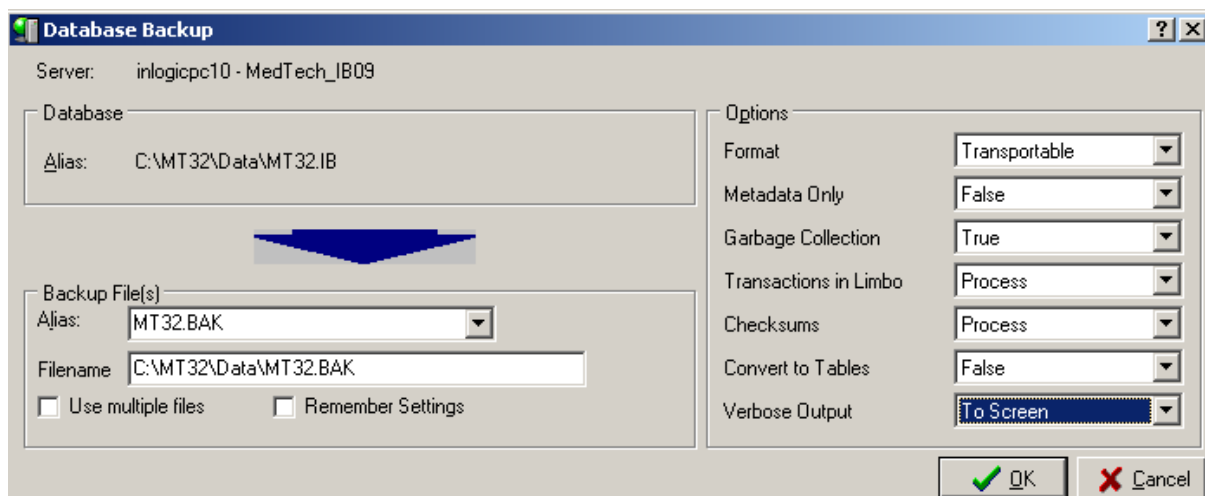 Database Backup
Server: inlogicpc10 - MedTech_IB09
Database
Alias: C:\MT32\Data\MT32.IB
Backup File(s)
Alias: MT32.BAK
Filename C:\MT32\Data\MT32.BAK
Use multiple files Remember Settings
Options
Format Transportable
Metadata Only False
Garbage Collection True
Transactions in Limbo Process
Checksums Process
Convert to Tables False
Verbose Output To Screen
OK Cancel